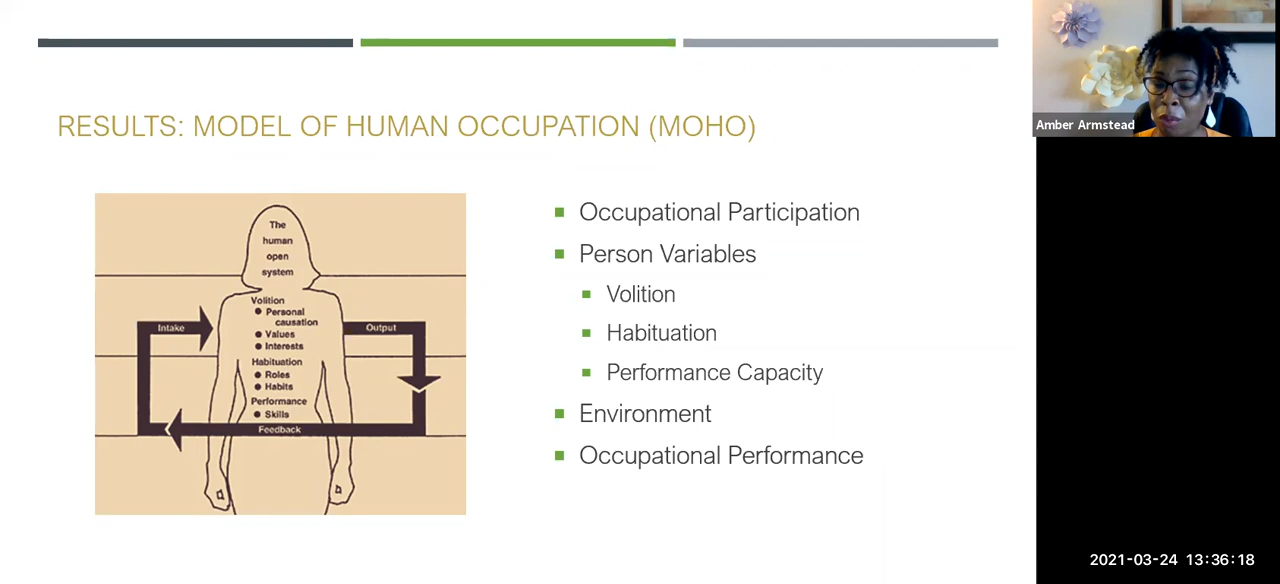 RESULTS: MODEL OF HUMAN OCCUPATION (MOHO)
The
human
open
system
Volition
● Personal
causation
● Values
● Interests
Habituation
● Roles
● Habits
Performance
● Skills
Intake
Output
Feedback
▪ Occupational Participation
▪ Person Variables
▪ Volition
▪ Habituation
▪ Performance Capacity
▪ Environment
▪ Occupational Performance
Amber Armstead
2021-03-24 13:36:18